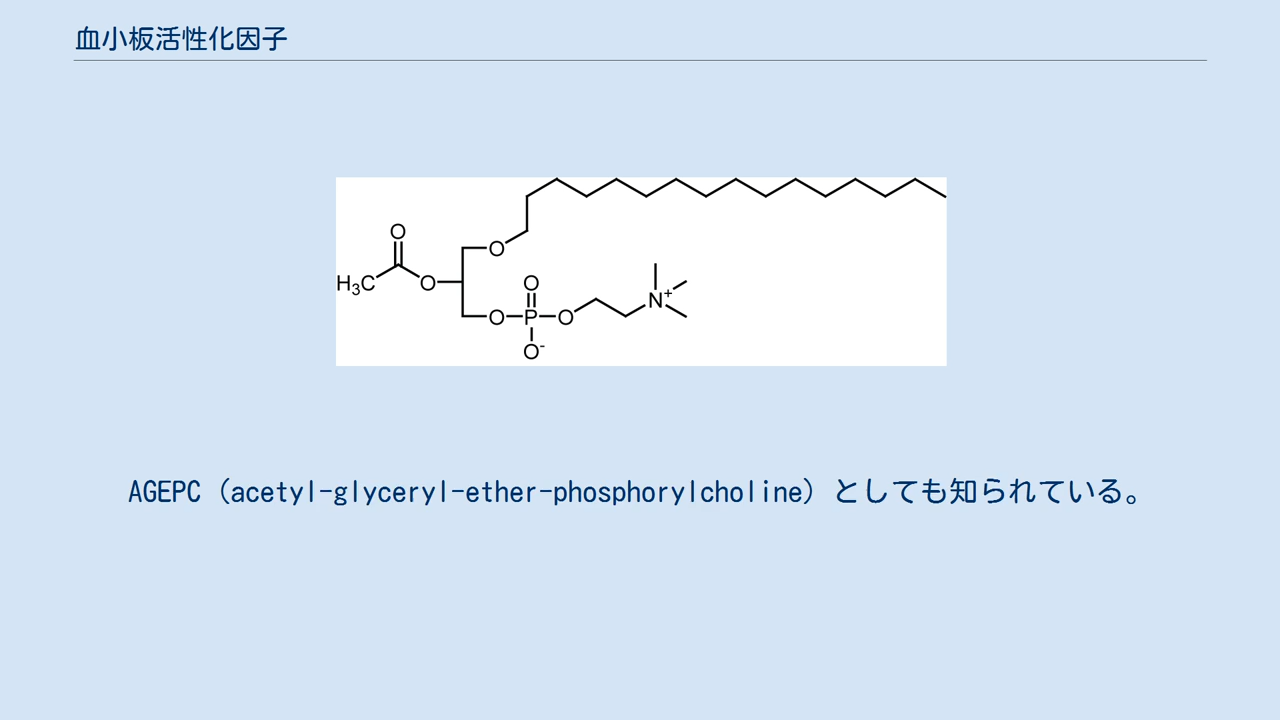 血小板活性化因子
O
O
H3C
O
O
O P O
N+
O-
AGEPC（acetyl-glyceryl-ether-phosphorylcholine）としても知られている。